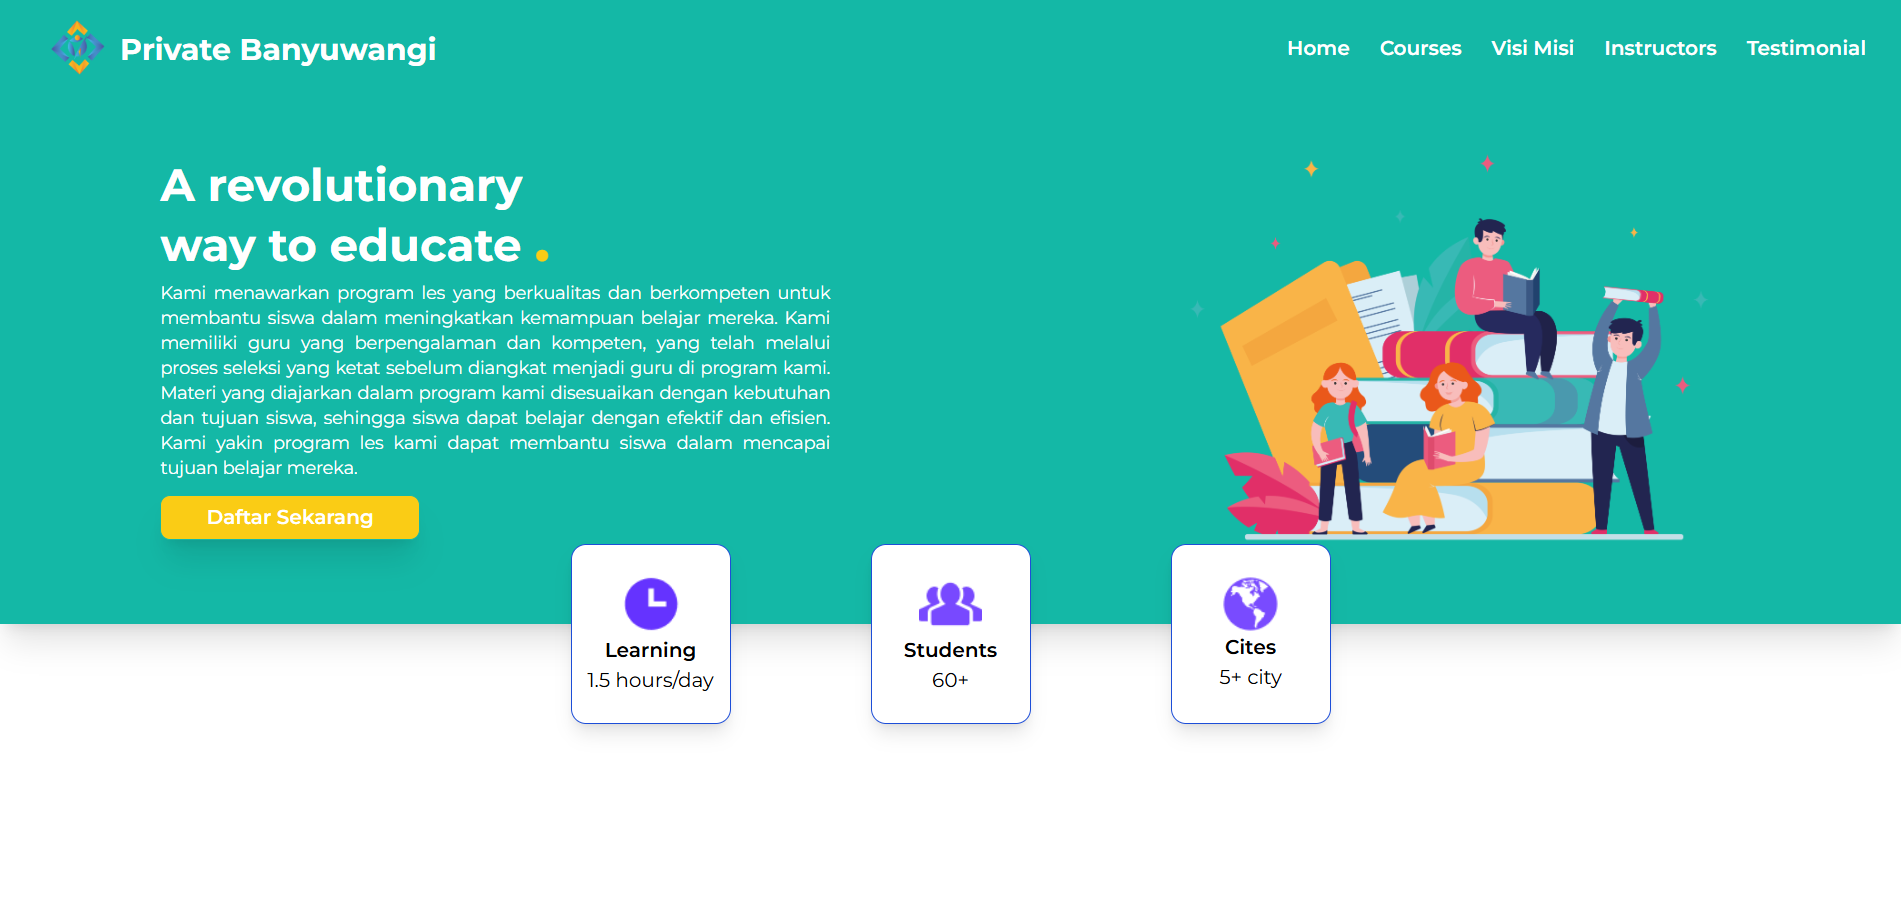 Private Banyuwangi
Home Courses Visi Misi Instructors Testimonial
A revolutionary
way to educate .
Kami menawarkan program les yang berkualitas dan berkompeten untuk
membantu siswa dalam meningkatkan kemampuan belajar mereka. Kami
memiliki guru yang berpengalaman dan kompeten, yang telah melalui
proses seleksi yang ketat sebelum diangkat menjadi guru di program kami.
Materi yang diajarkan dalam program kami disesuaikan dengan kebutuhan
dan tujuan siswa, sehingga siswa dapat belajar dengan efektif dan efisien.
Kami yakin program les kami dapat membantu siswa dalam mencapai
tujuan belajar mereka.
Daftar Sekarang
Learning
1.5 hours/day
Students
60+
Cites
5+ city